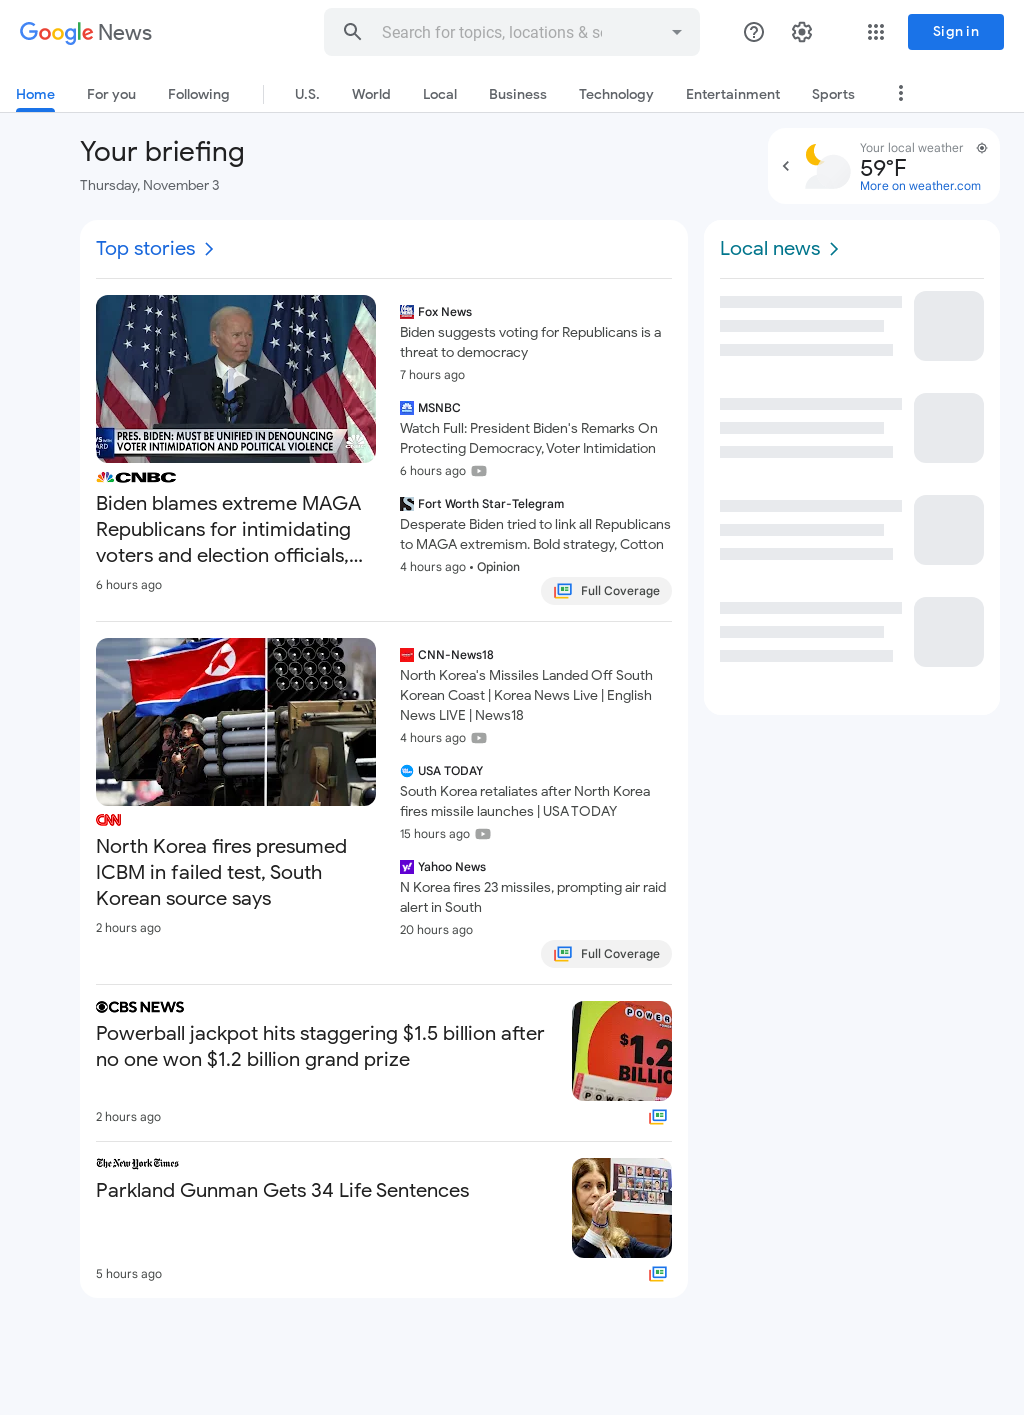 Google News
Search for topics, locations & so
Sign in
Home
For you
Following
U.S.
World
Local
Business
Technology
Entertainment
Sports
Your briefing
Thursday, November 3
Your local weather
59°F
More on weather.com
Top stories
PRES. BIDEN: MUST BE UNIFIED IN DENOUNCING
VOTER INTIMIDATION AND POLITICAL VIOLENCE
CNBC
Biden blames extreme MAGA
Republicans for intimidating
voters and election officials,...
6 hours ago
Fox News
Biden suggests voting for Republicans is a
threat to democracy
7 hours ago
MSNBC
Watch Full: President Biden's Remarks On
Protecting Democracy, Voter Intimidation
6 hours ago
Fort Worth Star-Telegram
Desperate Biden tried to link all Republicans
to MAGA extremism. Bold strategy, Cotton
4 hours ago • Opinion
Full Coverage
CNN
North Korea fires presumed
ICBM in failed test, South
Korean source says
2 hours ago
CNN-News18
North Korea's Missiles Landed Off South
Korean Coast | Korea News Live | English
News LIVE | News18
4 hours ago
USA TODAY
South Korea retaliates after North Korea
fires missile launches | USA TODAY
15 hours ago
Yahoo News
N Korea fires 23 missiles, prompting air raid
alert in South
20 hours ago
Full Coverage
CBS NEWS
Powerball jackpot hits staggering $1.5 billion after
no one won $1.2 billion grand prize
2 hours ago
POWER
$1.2
BILLIO
The New York Times
Parkland Gunman Gets 34 Life Sentences
5 hours ago
Local news